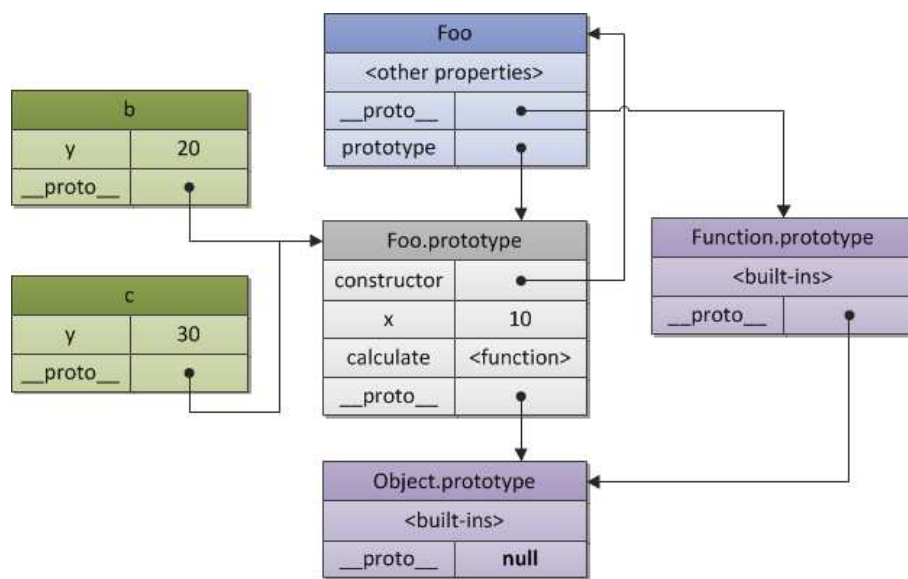 Foo
<other properties>
__proto__
prototype
b
y 20
__proto__
c
y 30
__proto__
Foo.prototype
constructor
x 10
calculate <function>
__proto__
Function.prototype
<built-ins>
__proto__
Object.prototype
<built-ins>
__proto__ null